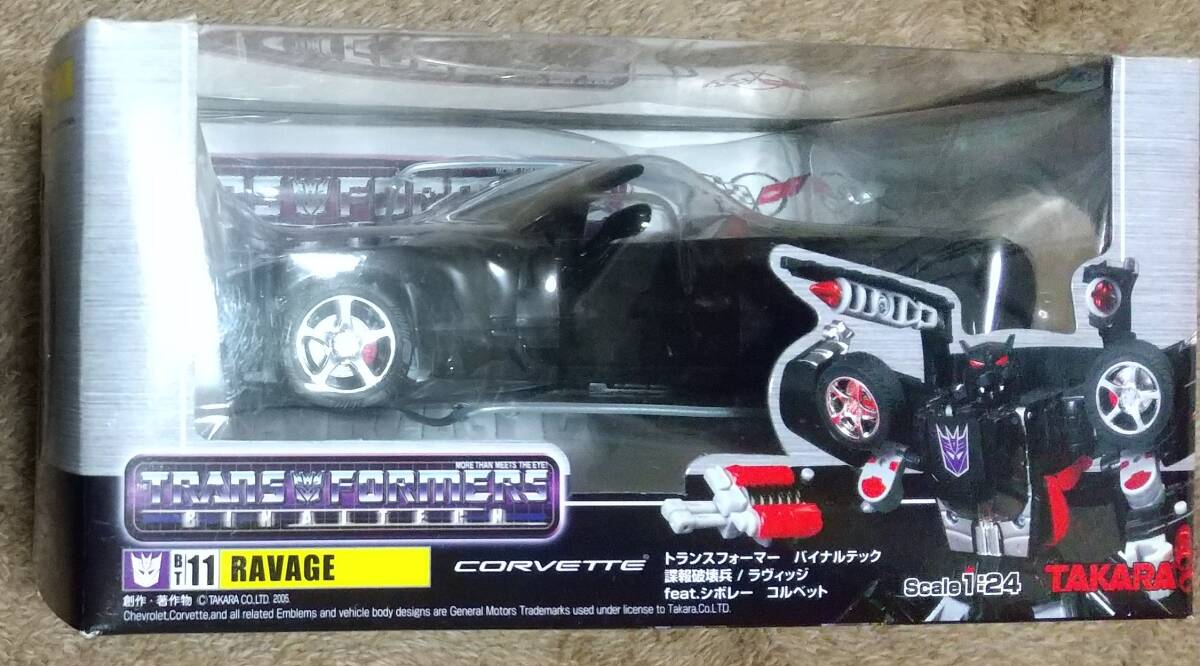 MORE THAN MEETS THE EYE!
TRANSFORMERS
BINALTECH
BT 11 RAVAGE
創作・著作物 ©TAKARA CO.,LTD. 2005.
Chevrolet,Corvette,and all related Emblems and vehicle body designs are General Motors Trademarks used under license to Takara.Co.LTD.
CORVETTE®
トランスフォーマー バイナルテック
諜報破壊兵 / ラヴィッジ
feat.シボレー コルベット
Scale1:24
TAKARA